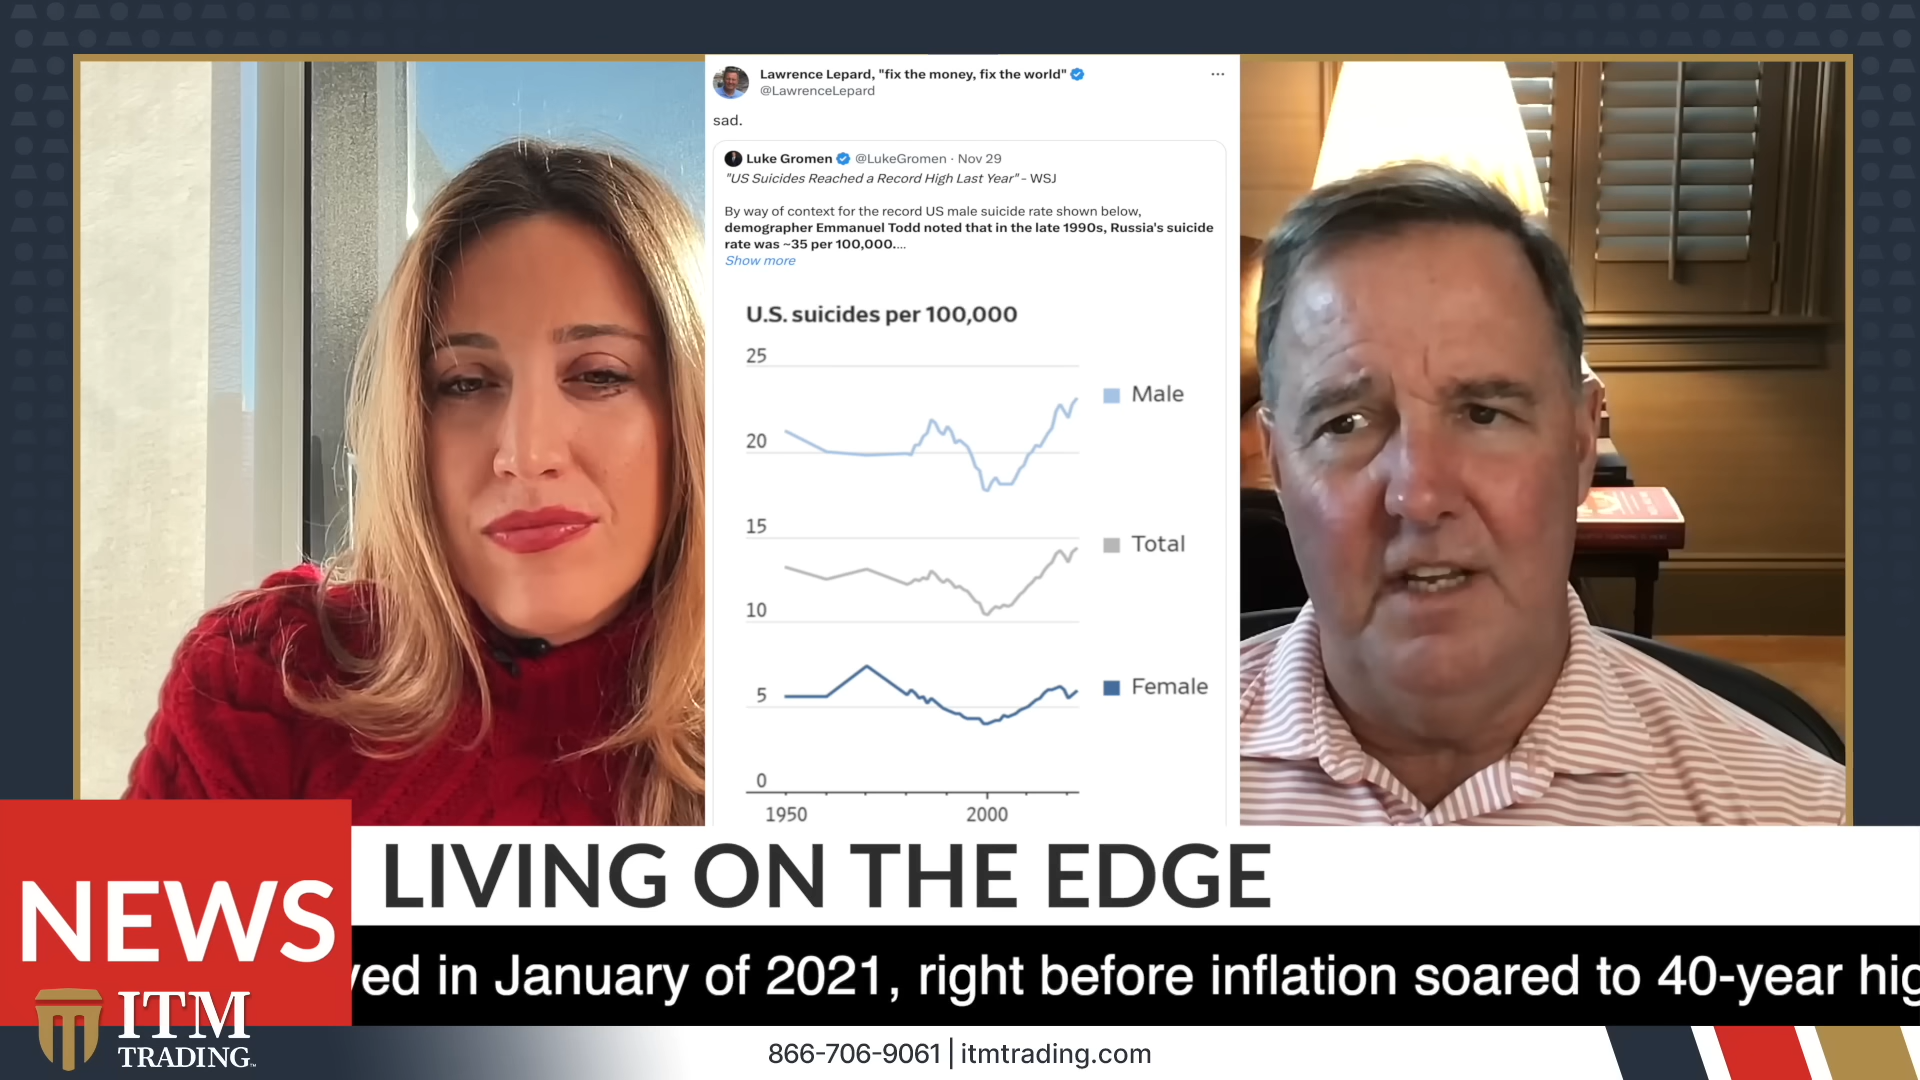 Lawrence Lepard, "fix the money, fix the world"
@LawrenceLepard
sad.
Luke Gromen @LukeGromen · Nov 29
"US Suicides Reached a Record High Last Year" - WSJ
By way of context for the record US male suicide rate shown below,
demographer Emmanuel Todd noted that in the late 1990s, Russia's suicide
rate was ~35 per 100,000....
Show more
U.S. suicides per 100,000
25
Male
20
15
Total
10
Female
5
0
1950 2000
NEWS
LIVING ON THE EDGE
ved in January of 2021, right before inflation soared to 40-year hig
ITM
TRADING
866-706-9061 | itmtrading.com